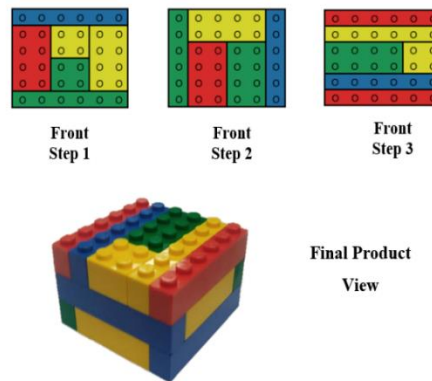 Front
Step 1
Front
Step 2
Front
Step 3
Final Product
View